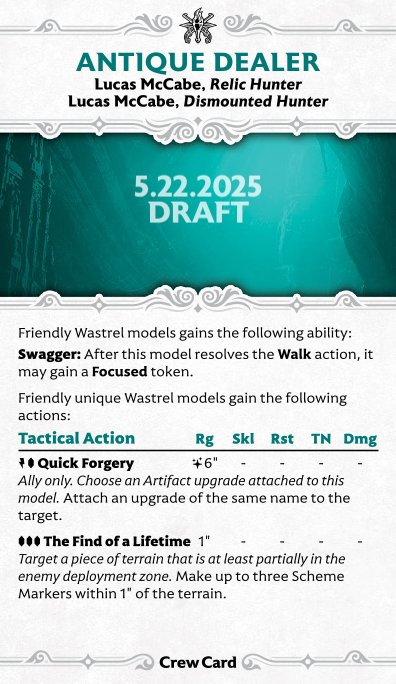 ANTIQUE DEALER
Lucas McCabe, Relic Hunter
Lucas McCabe, Dismounted Hunter
5.22.2025
DRAFT
Friendly Wastrel models gains the following ability:
Swagger: After this model resolves the Walk action, it
may gain a Focused token.
Friendly unique Wastrel models gain the following
actions:
Tactical Action Rg Skl Rst TN Dmg
Quick Forgery 6" - - - -
Ally only. Choose an Artifact upgrade attached to this
model. Attach an upgrade of the same name to the
target.
The Find of a Lifetime 1" - - - -
Target a piece of terrain that is at least partially in the
enemy deployment zone. Make up to three Scheme
Markers within 1" of the terrain.
Crew Card